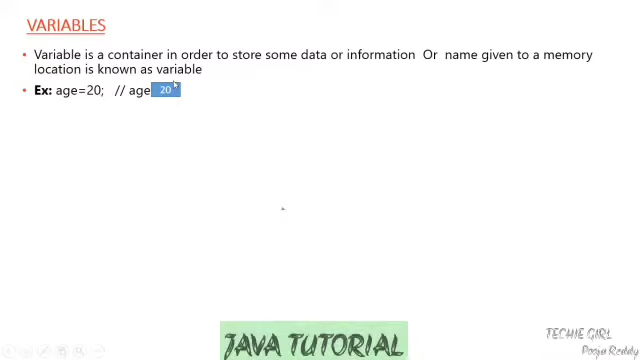 VARIABLES
• Variable is a container in order to store some data or information Or name given to a memory
location is known as variable
• Ex: age=20; // age 20
JAVA TUTORIAL
TECHIE GIRL
Pooja Reddy